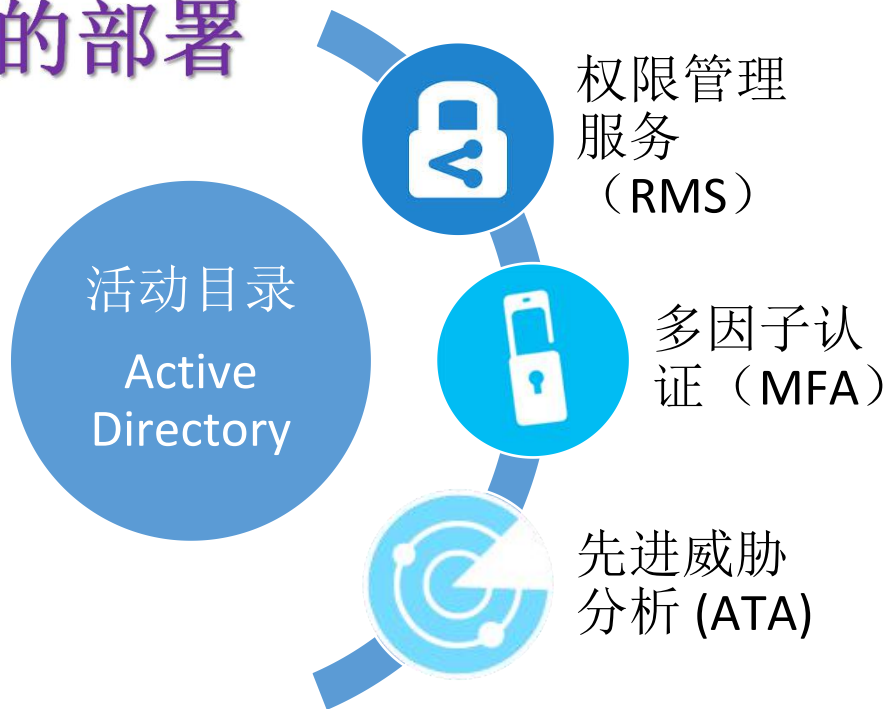 的部署
权限管理
服务
（RMS）
活动目录
Active
Directory
多因子认
证（MFA）
先进威胁
分析 (ATA)